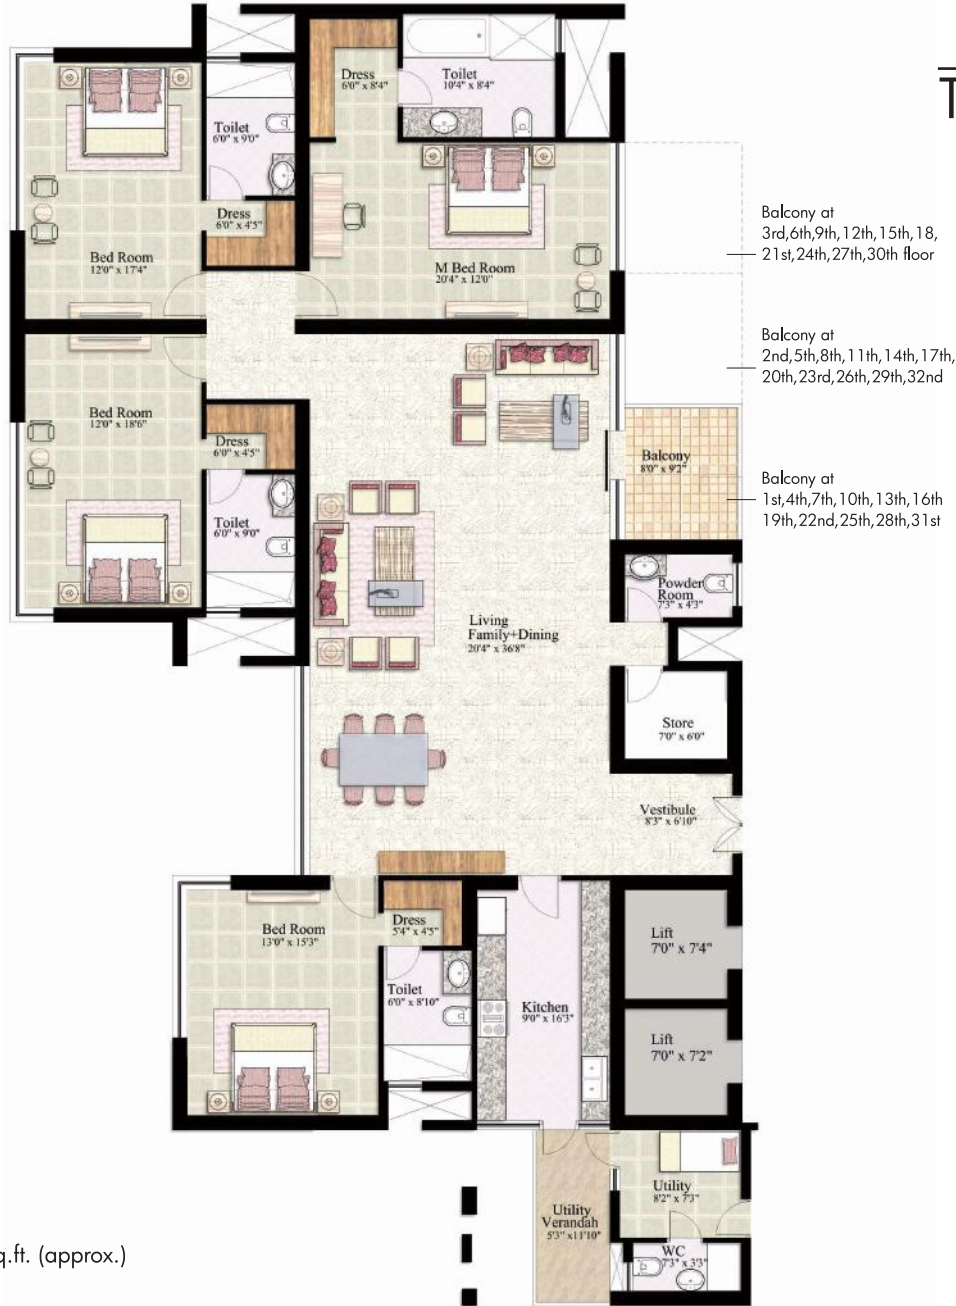 Dress
6'0" x 8'4"
Toilet
10'4" x 8'4"
Toilet
6'0" x 9'0"
Dress
6'0" x 4'5"
Bed Room
12'0" x 17'4"
M Bed Room
20'4" x 12'0"
Balcony at
3rd,6th,9th,12th,15th,18,
21st,24th,27th,30th floor
Balcony at
2nd,5th,8th,11th,14th,17th,
20th,23rd,26th,29th,32nd
Bed Room
12'0" x 18'6"
Dress
6'0" x 4'5"
Balcony
8'0" x 9'2"
Balcony at
1st,4th,7th,10th,13th,16th
19th,22nd,25th,28th,31st
Toilet
6'0" x 9'0"
Powder
Room
7'3" x 4'3"
Living
Family+Dining
20'4" x 36'8"
Store
7'0" x 6'0"
Vestibule
8'3" x 6'10"
Bed Room
13'0" x 15'3"
Dress
5'4" x 4'5"
Lift
7'0" x 7'4"
Toilet
6'0" x 8'10"
Kitchen
9'0" x 16'3"
Lift
7'0" x 7'2"
Utility
8'2" x 7'3"
Utility
Verandah
5'3" x11'10"
WC
7'3" x 3'3"
q.ft. (approx.)